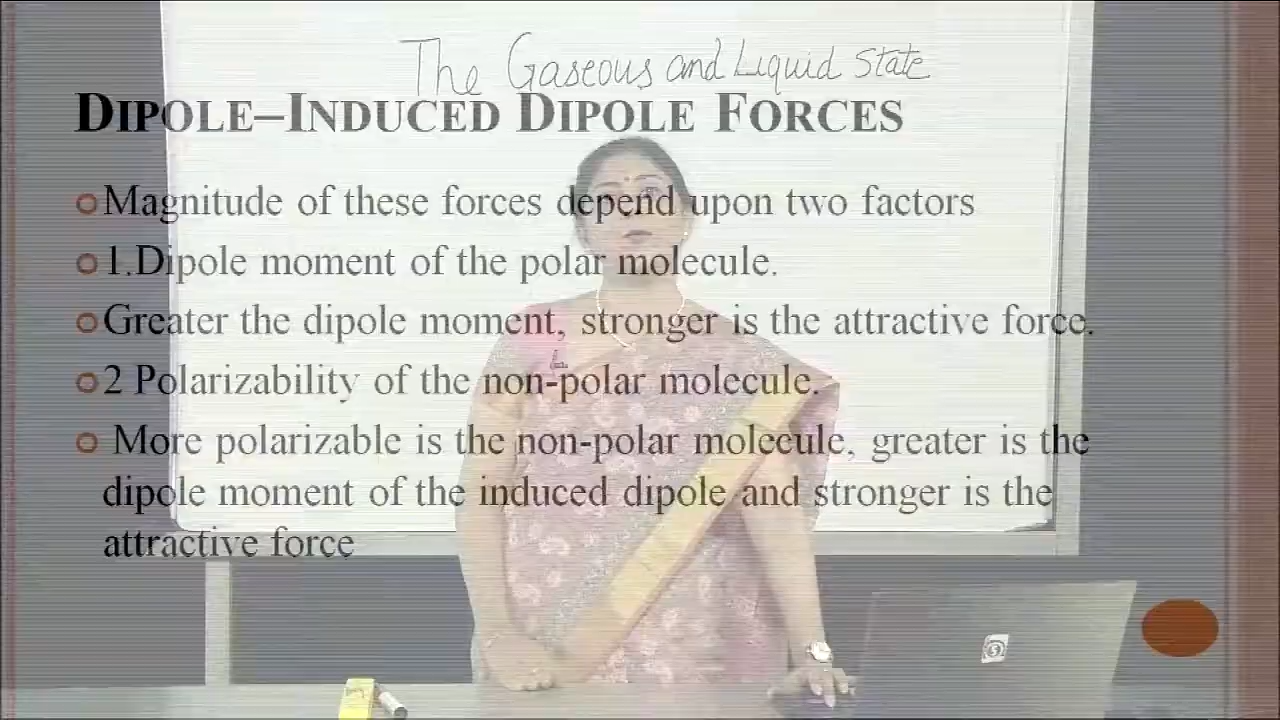 The Gaseous and Liquid State
DIPOLE–INDUCED DIPOLE FORCES
Magnitude of these forces depend upon two factors
1.Dipole moment of the polar molecule.
Greater the dipole moment, stronger is the attractive force.
2 Polarizability of the non-polar molecule.
More polarizable is the non-polar molecule, greater is the
dipole moment of the induced dipole and stronger is the
attractive force